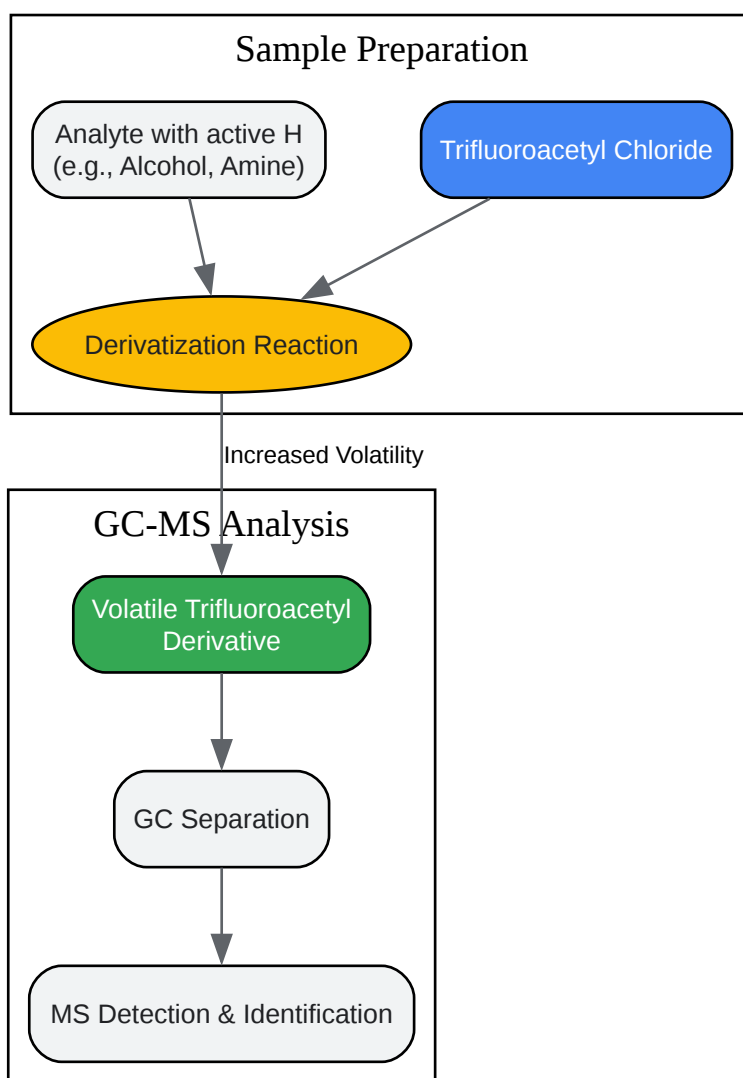 Sample Preparation
Analyte with active H
(e.g., Alcohol, Amine)
Trifluoroacetyl Chloride
Derivatization Reaction
Increased Volatility
GC-MS Analysis
Volatile Trifluoroacetyl
Derivative
GC Separation
MS Detection & Identification